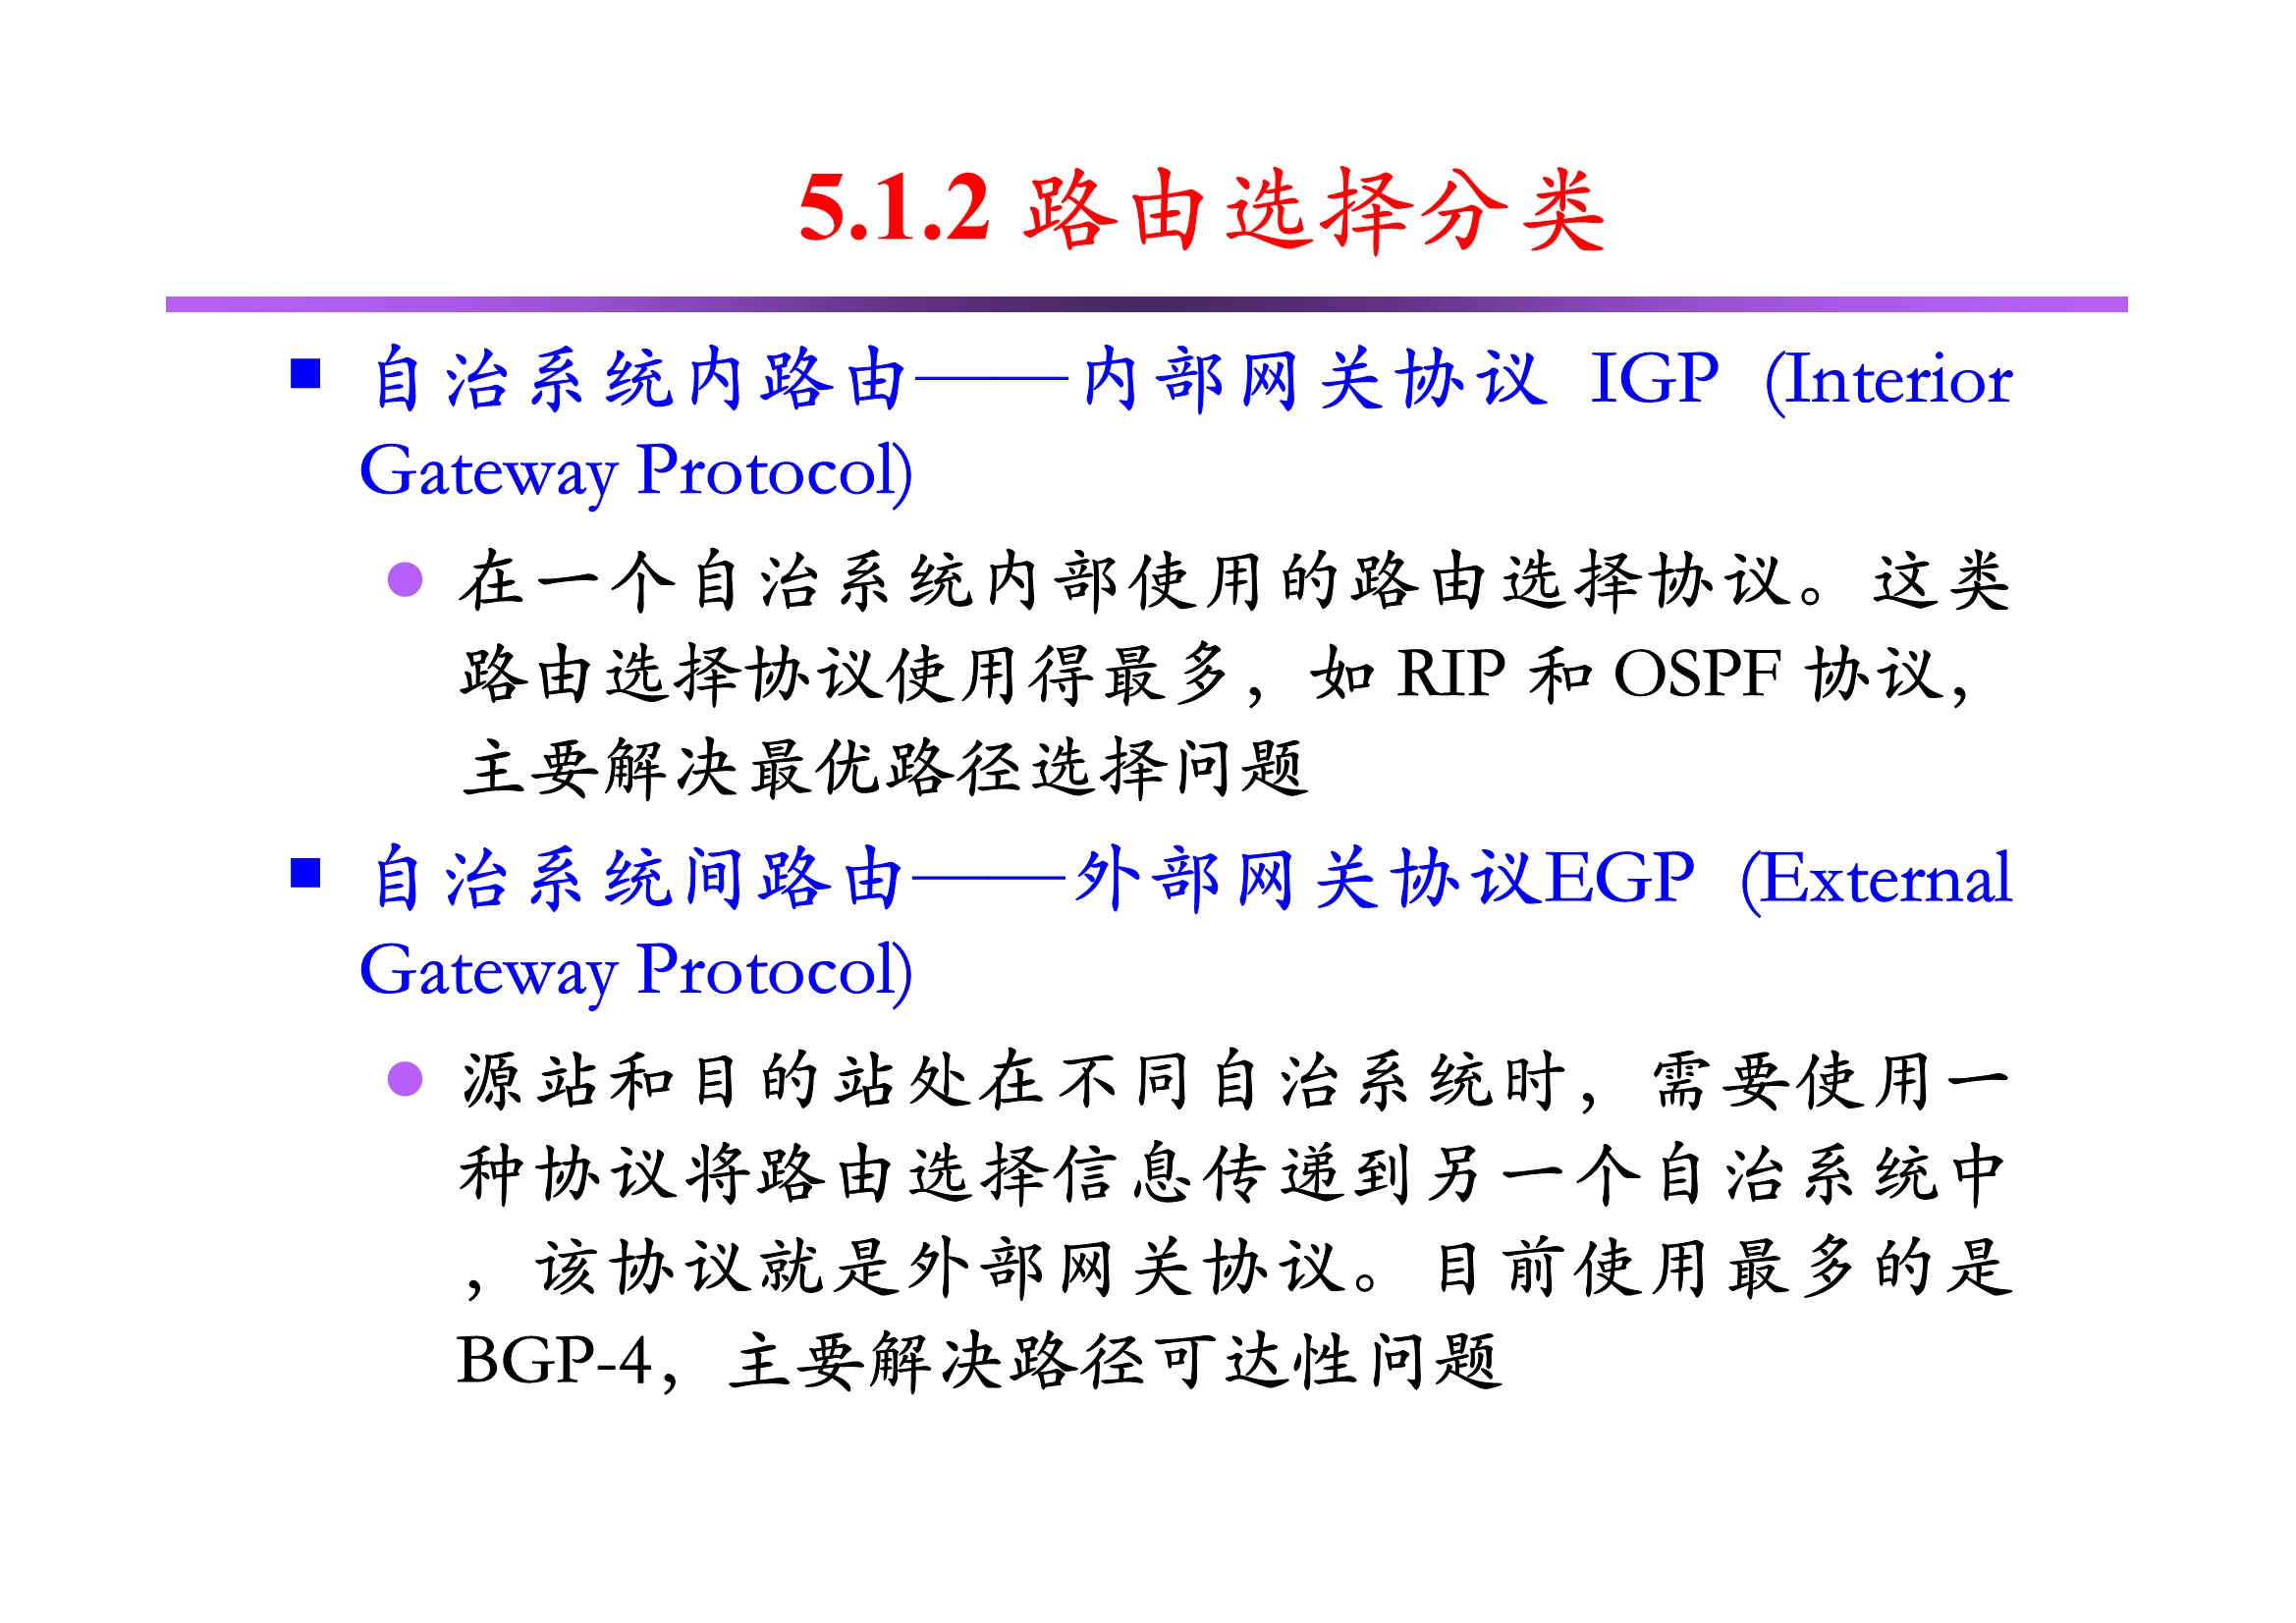 5.1.2 路由选择分类
自治系统内路由——内部网关协议 IGP (Interior
Gateway Protocol)
在一个自治系统内部使用的路由选择协议。这类
路由选择协议使用得最多，如 RIP 和 OSPF 协议，
主要解决最优路径选择问题
自治系统间路由——外部网关协议EGP (External
Gateway Protocol)
源站和目的站处在不同自治系统时，需要使用一
种协议将路由选择信息传递到另一个自治系统中
，该协议就是外部网关协议。目前使用最多的是
BGP-4，主要解决路径可达性问题